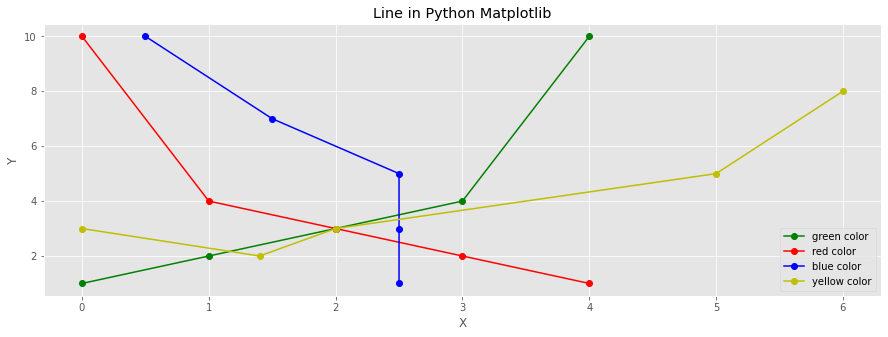 Line in Python Matplotlib
10
8
6
4
2
Y
0 1 2 3 4 5 6
X
green color
red color
blue color
yellow color